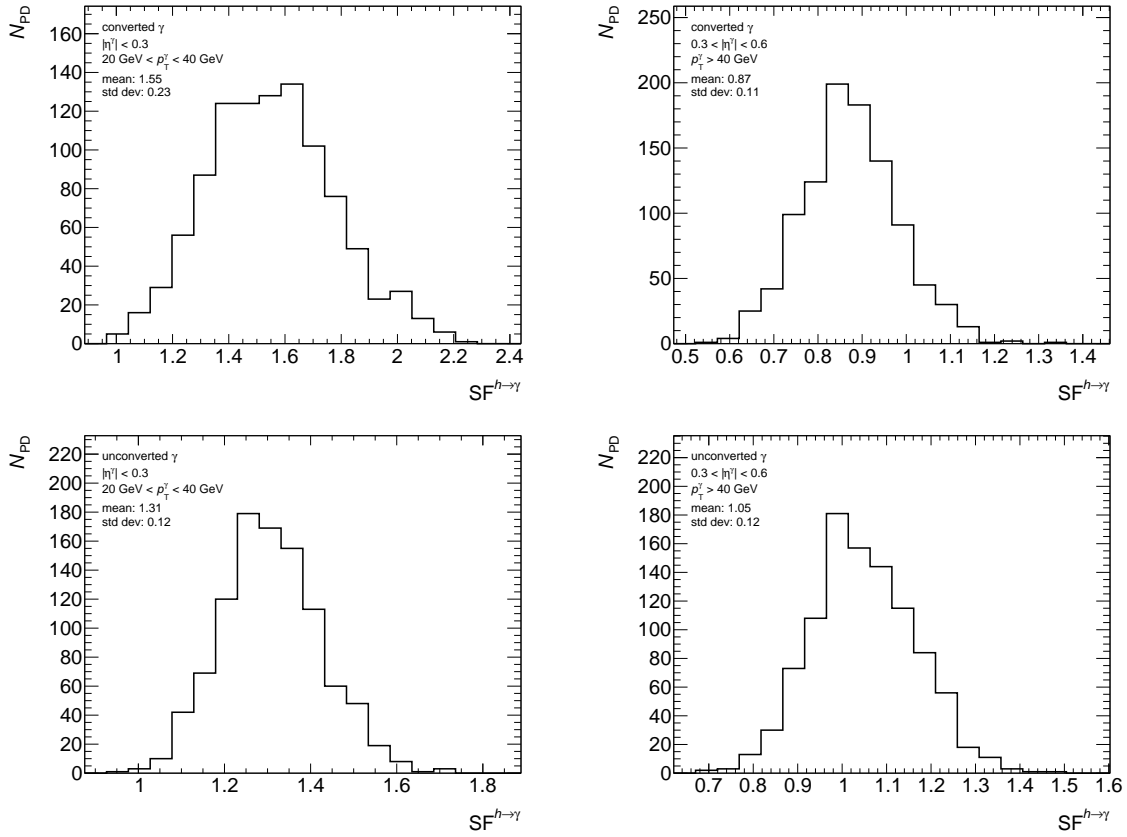 N_PD
160
140
120
100
80
60
40
20
0
converted γ
|η^γ| < 0.3
20 GeV < p_T^γ < 40 GeV
mean: 1.55
std dev: 0.23
1 1.2 1.4 1.6 1.8 2 2.2 2.4
SF^h→γ
N_PD
250
200
150
100
50
0
converted γ
0.3 < |η^γ| < 0.6
p_T^γ > 40 GeV
mean: 0.87
std dev: 0.11
0.5 0.6 0.7 0.8 0.9 1 1.1 1.2 1.3 1.4
SF^h→γ
N_PD
220
200
180
160
140
120
100
80
60
40
20
0
unconverted γ
|η^γ| < 0.3
20 GeV < p_T^γ < 40 GeV
mean: 1.31
std dev: 0.12
1 1.2 1.4 1.6 1.8
SF^h→γ
N_PD
220
200
180
160
140
120
100
80
60
40
20
0
unconverted γ
0.3 < |η^γ| < 0.6
p_T^γ > 40 GeV
mean: 1.05
std dev: 0.12
0.7 0.8 0.9 1 1.1 1.2 1.3 1.4 1.5 1.6
SF^h→γ